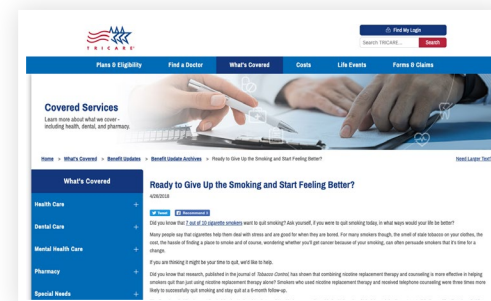 Find My Login
TRICARE
Search TRICARE... Search
Plans & Eligibility Find a Doctor What's Covered Costs Life Events Forms & Claims
Covered Services
Learn more about what we cover -
including health, dental, and pharmacy.
Home > What's Covered > Benefit Updates > Benefit Update Archives > Ready to Give Up the Smoking and Start Feeling Better?
Need Larger Text?
What's Covered
Health Care +
Dental Care +
Mental Health Care +
Pharmacy +
Special Needs +
Ready to Give Up the Smoking and Start Feeling Better?
4/26/2018
Tweet Recommend 0
Did you know that 7 out of 10 cigarette smokers want to quit smoking? Ask yourself, if you were to quit smoking today, in what ways would your life be better?
Many people say that cigarettes help them deal with stress and are good for when they are bored. For many smokers though, the smell of stale tobacco on your clothes, the
cost, the hassle of finding a place to smoke and of course, wondering whether you'll get cancer because of your smoking, can often persuade smokers that it's time for a
change.
If you are thinking it might be your time to quit, we'd like to help.
Did you know that research, published in the journal of Tobacco Control, has shown that combining nicotine replacement therapy and counseling is more effective in helping
smokers quit than just using nicotine replacement therapy alone? Smokers who used nicotine replacement therapy and received telephone counseling were three times more
likely to successfully quit smoking and stay quit at a 6-month follow-up.